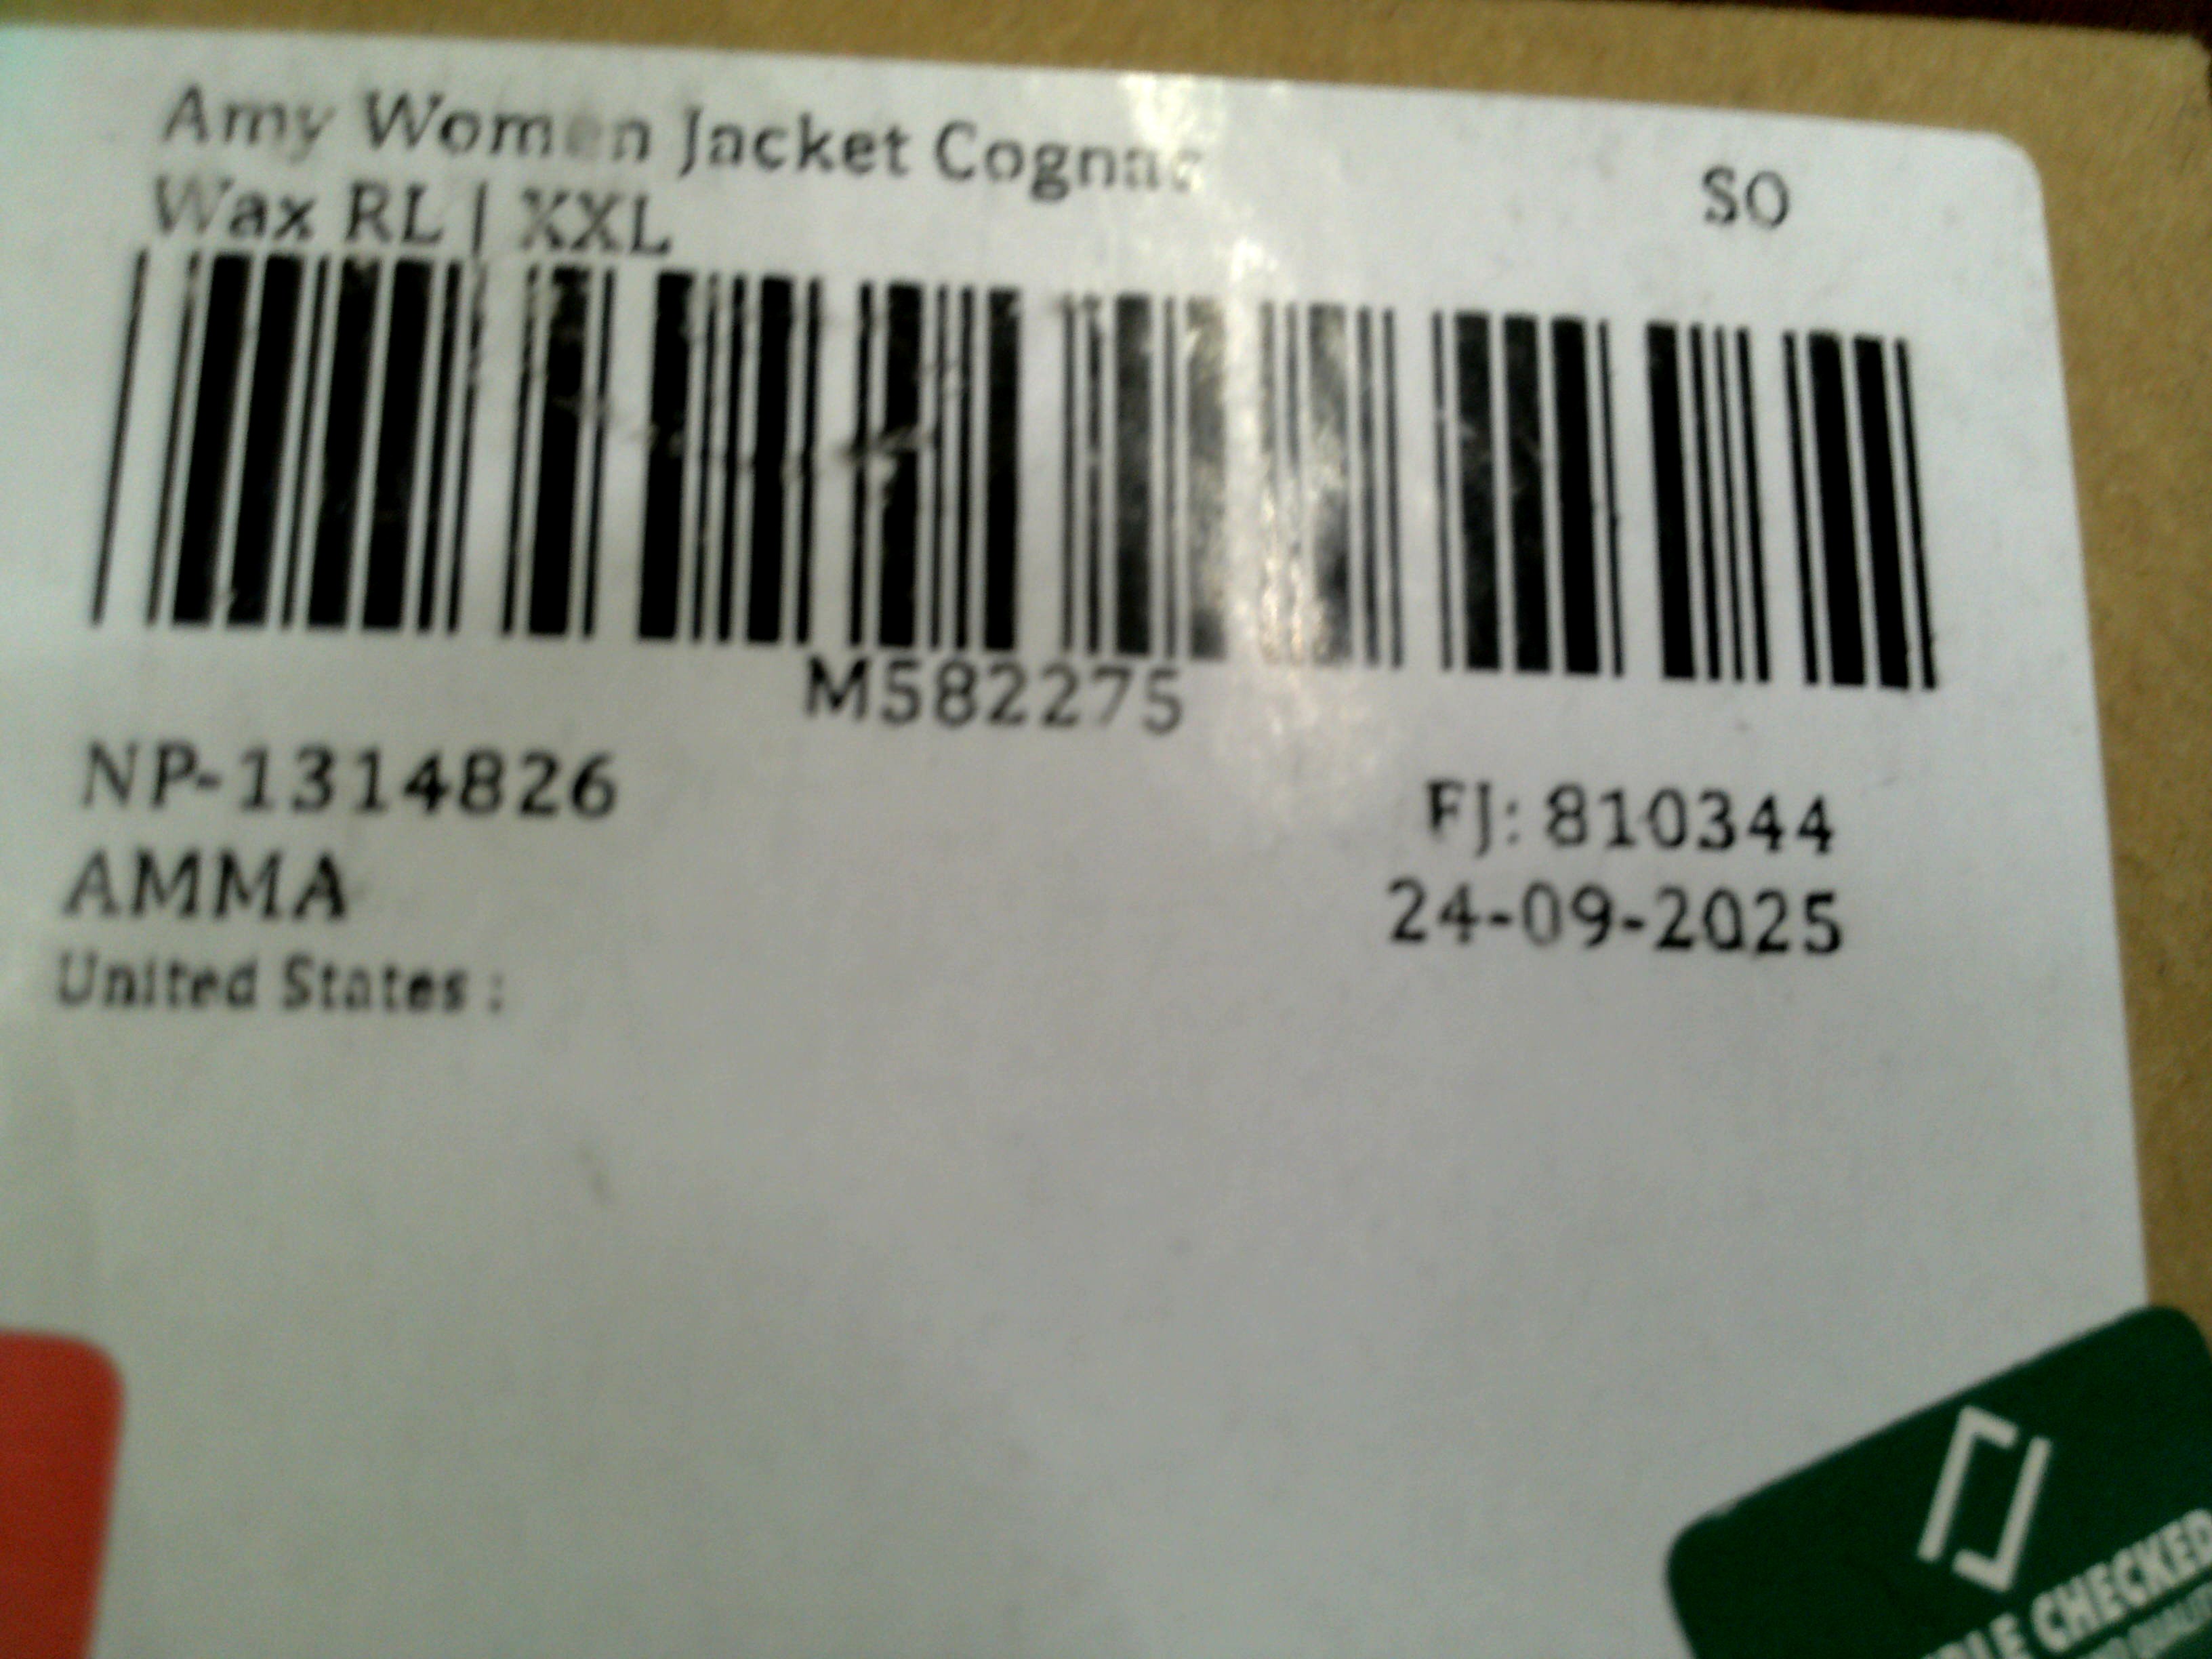 Amy Women Jacket Cognac
Wax RL | XXL
SO
M582275
NP-1314826
FJ: 810344
AMMA
24-09-2025
United States :
CHECKED